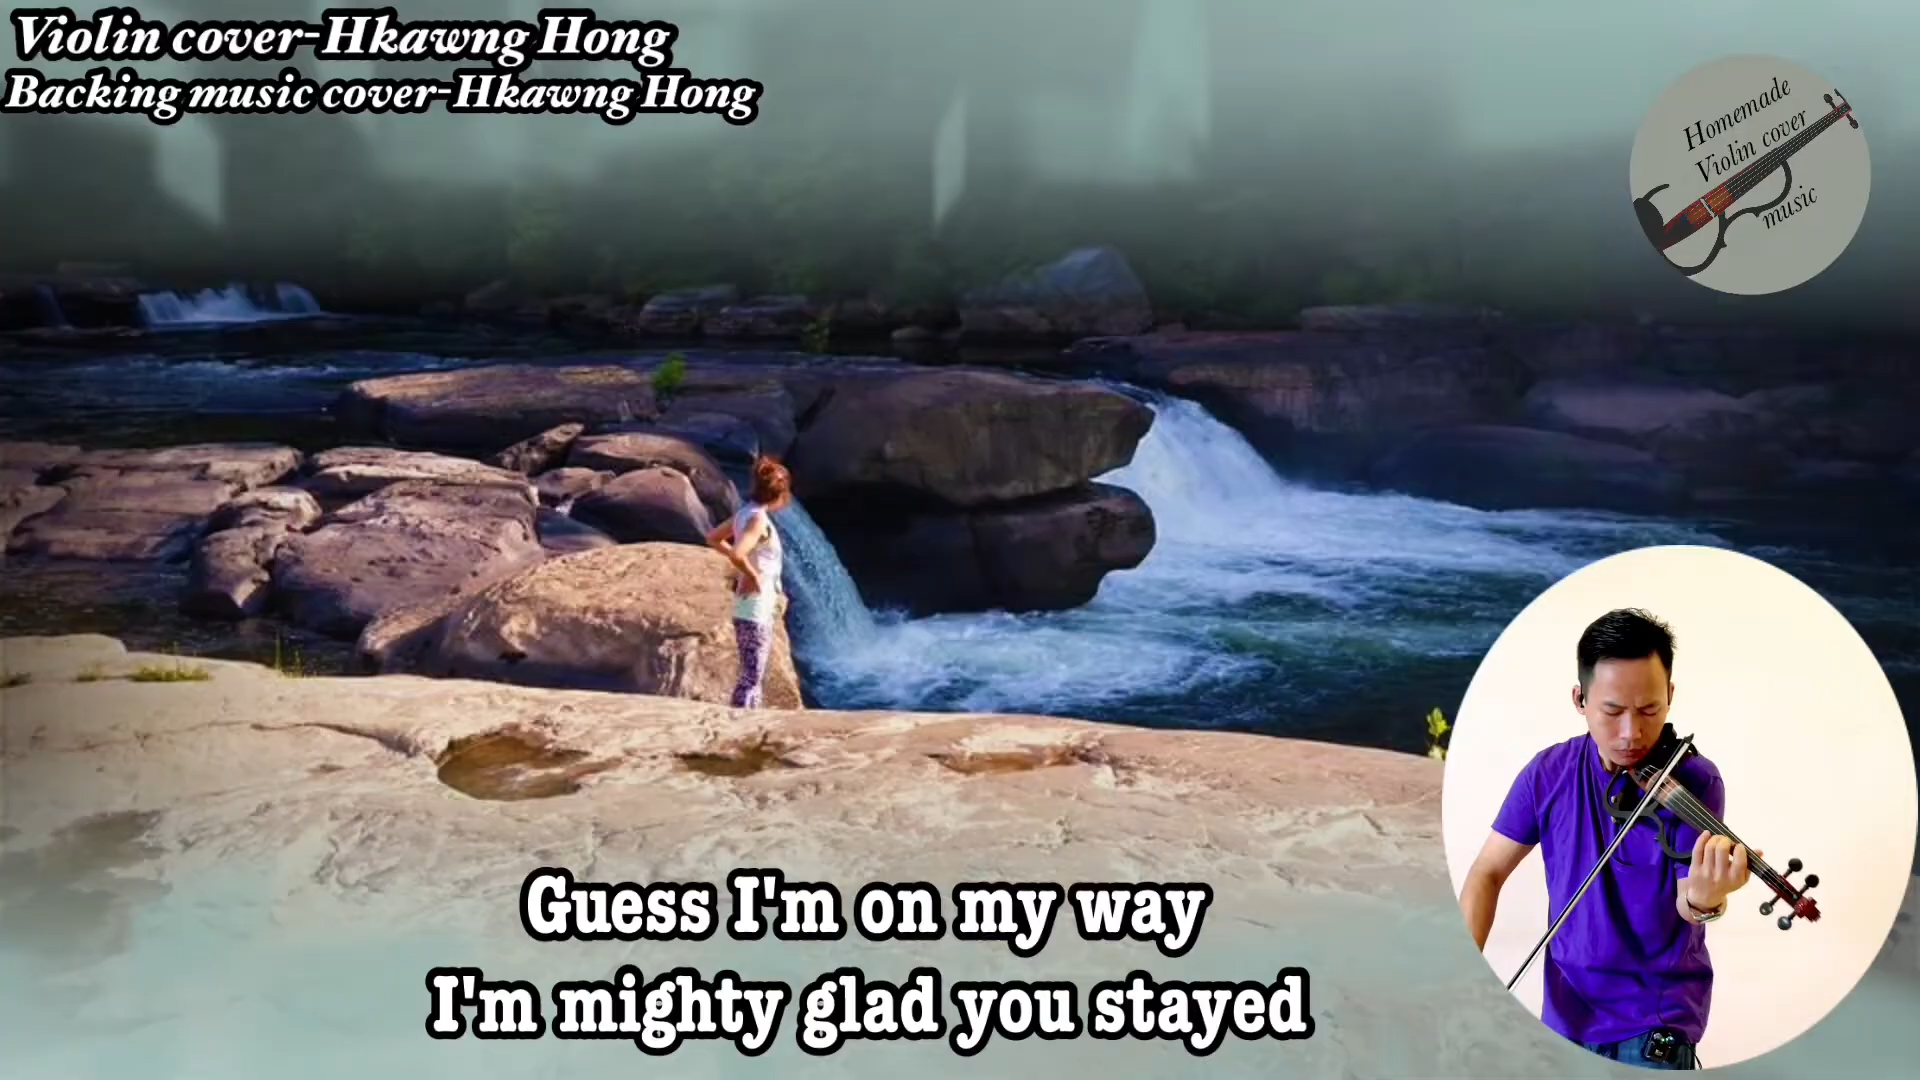 Violin cover-Hkawng Hong
Backing music cover-Hkawng Hong
Homemade
Violin cover
music
Guess I'm on my way
I'm mighty glad you stayed